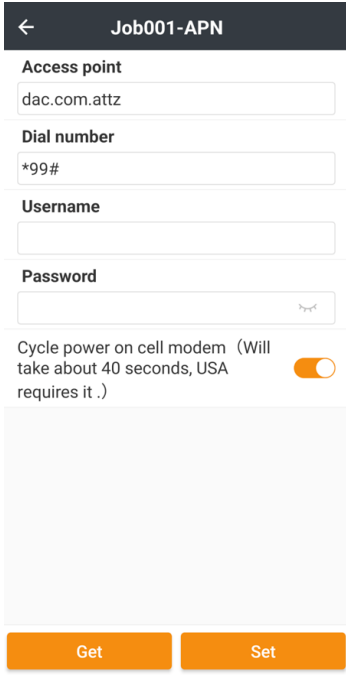 Job001-APN
Access point
dac.com.attz
Dial number
*99#
Username
Password
Cycle power on cell modem（Will
take about 40 seconds, USA
requires it .）
Get
Set